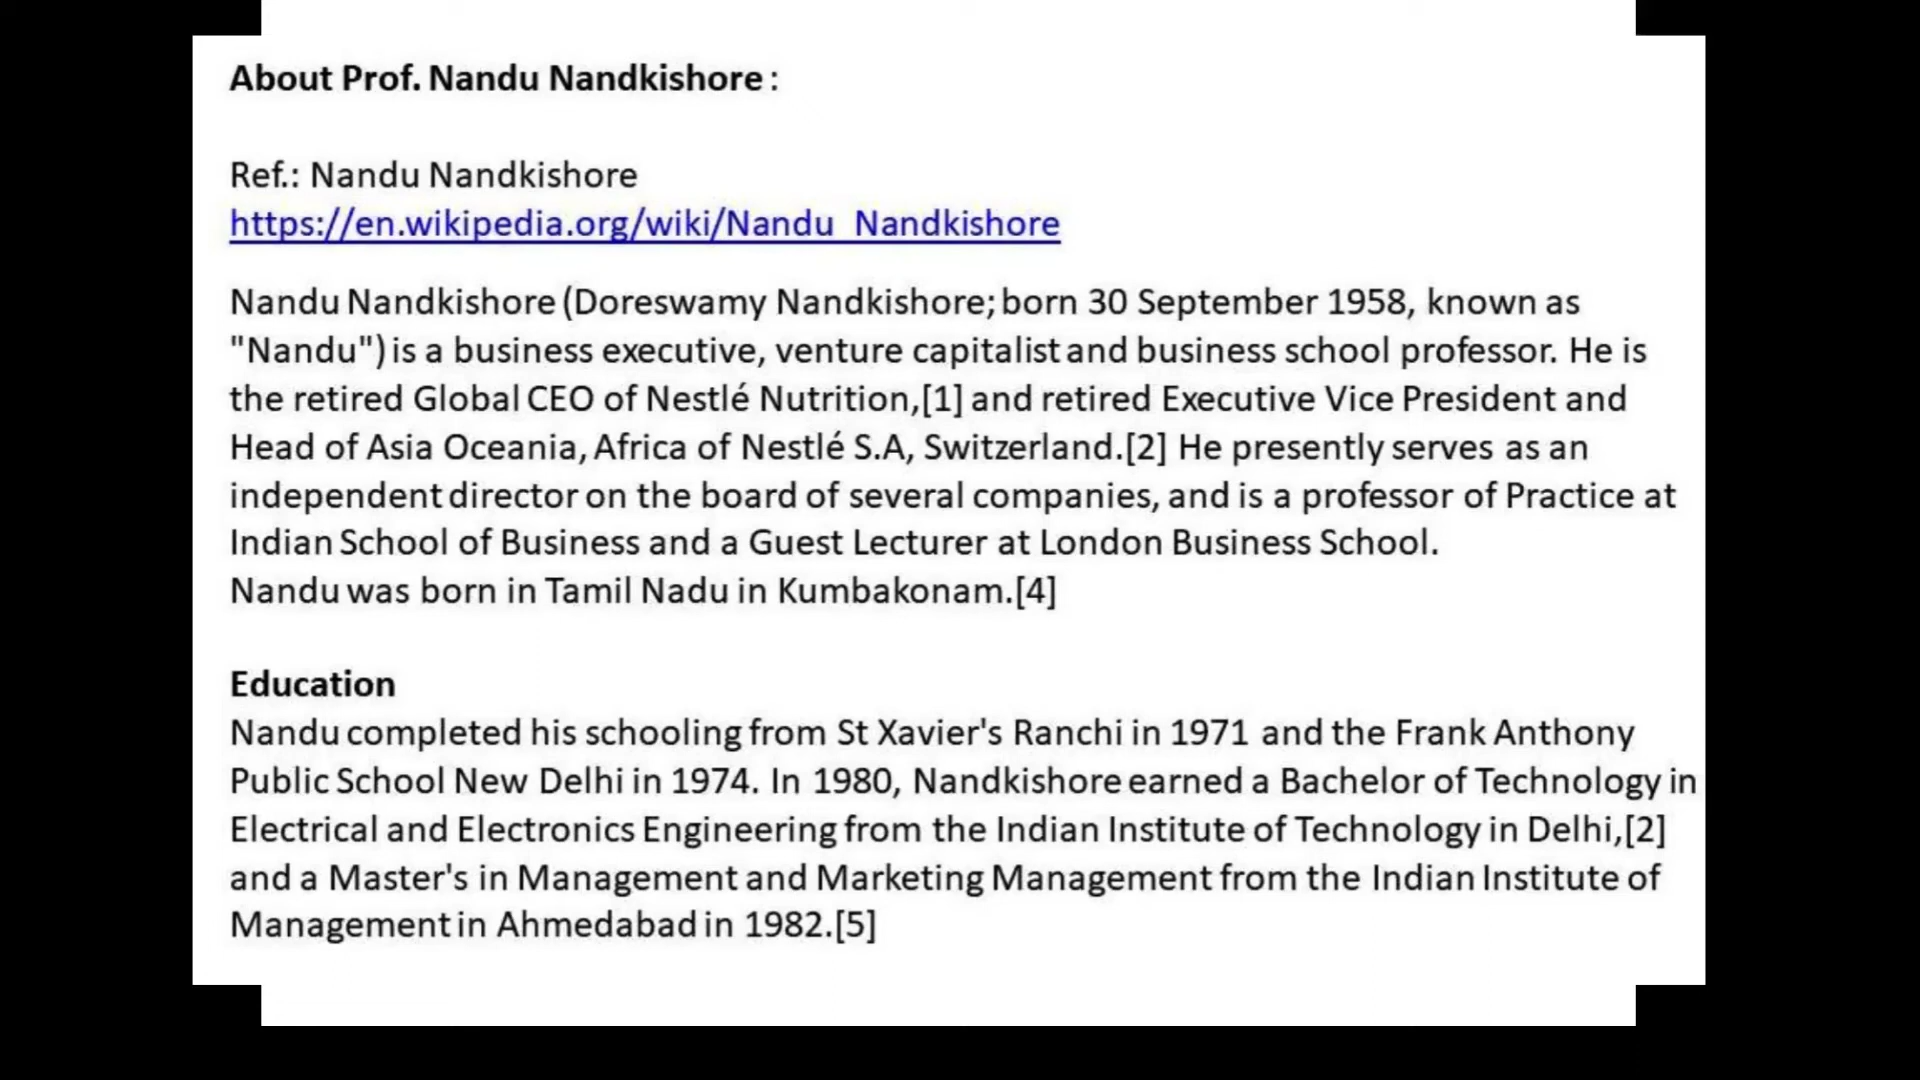 About Prof. Nandu Nandkishore :
Ref.: Nandu Nandkishore
https://en.wikipedia.org/wiki/Nandu_Nandkishore
Nandu Nandkishore (Doreswamy Nandkishore; born 30 September 1958, known as
"Nandu") is a business executive, venture capitalist and business school professor. He is
the retired Global CEO of Nestlé Nutrition,[1] and retired Executive Vice President and
Head of Asia Oceania, Africa of Nestlé S.A, Switzerland.[2] He presently serves as an
independent director on the board of several companies, and is a professor of Practice at
Indian School of Business and a Guest Lecturer at London Business School.
Nandu was born in Tamil Nadu in Kumbakonam.[4]
Education
Nandu completed his schooling from St Xavier's Ranchi in 1971 and the Frank Anthony
Public School New Delhi in 1974. In 1980, Nandkishore earned a Bachelor of Technology in
Electrical and Electronics Engineering from the Indian Institute of Technology in Delhi,[2]
and a Master's in Management and Marketing Management from the Indian Institute of
Management in Ahmedabad in 1982.[5]